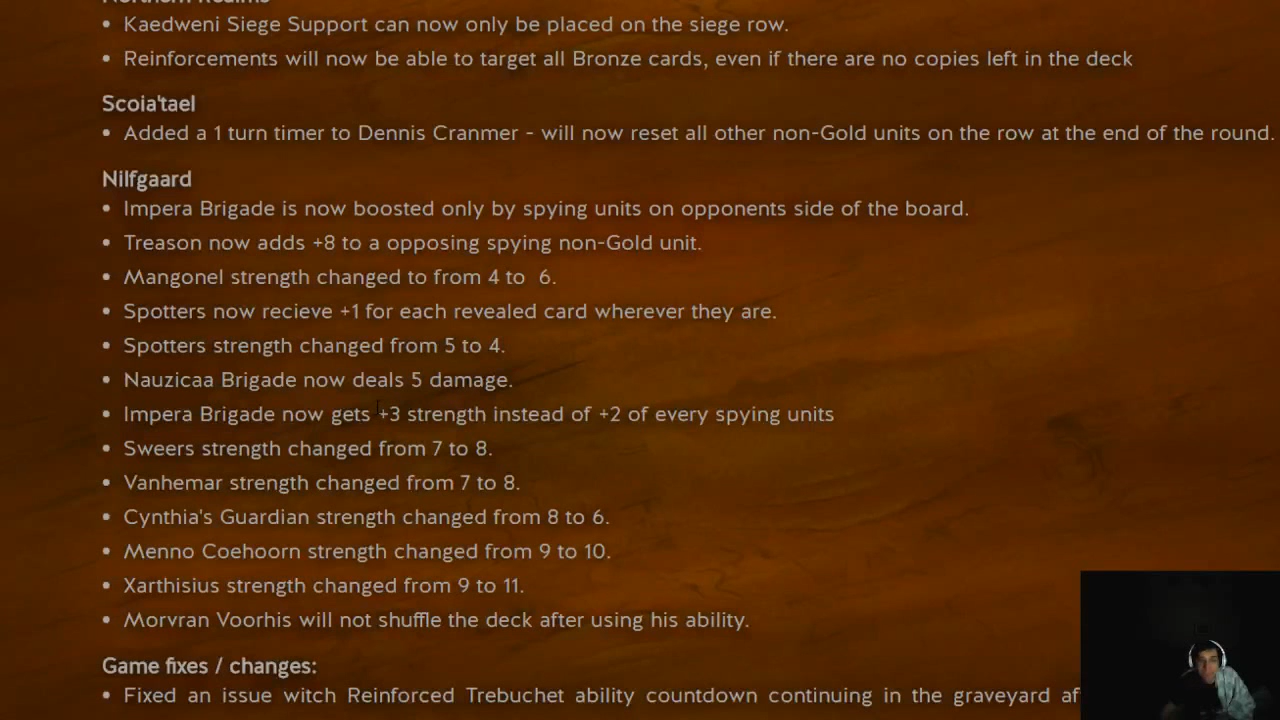 Northern Realms
• Kaedweni Siege Support can now only be placed on the siege row.
• Reinforcements will now be able to target all Bronze cards, even if there are no copies left in the deck
Scoia'tael
• Added a 1 turn timer to Dennis Cranmer - will now reset all other non-Gold units on the row at the end of the round.
Nilfgaard
• Impera Brigade is now boosted only by spying units on opponents side of the board.
• Treason now adds +8 to a opposing spying non-Gold unit.
• Mangonel strength changed to from 4 to 6.
• Spotters now recieve +1 for each revealed card wherever they are.
• Spotters strength changed from 5 to 4.
• Nauzicaa Brigade now deals 5 damage.
• Impera Brigade now gets +3 strength instead of +2 of every spying units
• Sweers strength changed from 7 to 8.
• Vanhemar strength changed from 7 to 8.
• Cynthia's Guardian strength changed from 8 to 6.
• Menno Coehoorn strength changed from 9 to 10.
• Xarthisius strength changed from 9 to 11.
• Morvran Voorhis will not shuffle the deck after using his ability.
Game fixes / changes:
• Fixed an issue witch Reinforced Trebuchet ability countdown continuing in the graveyard